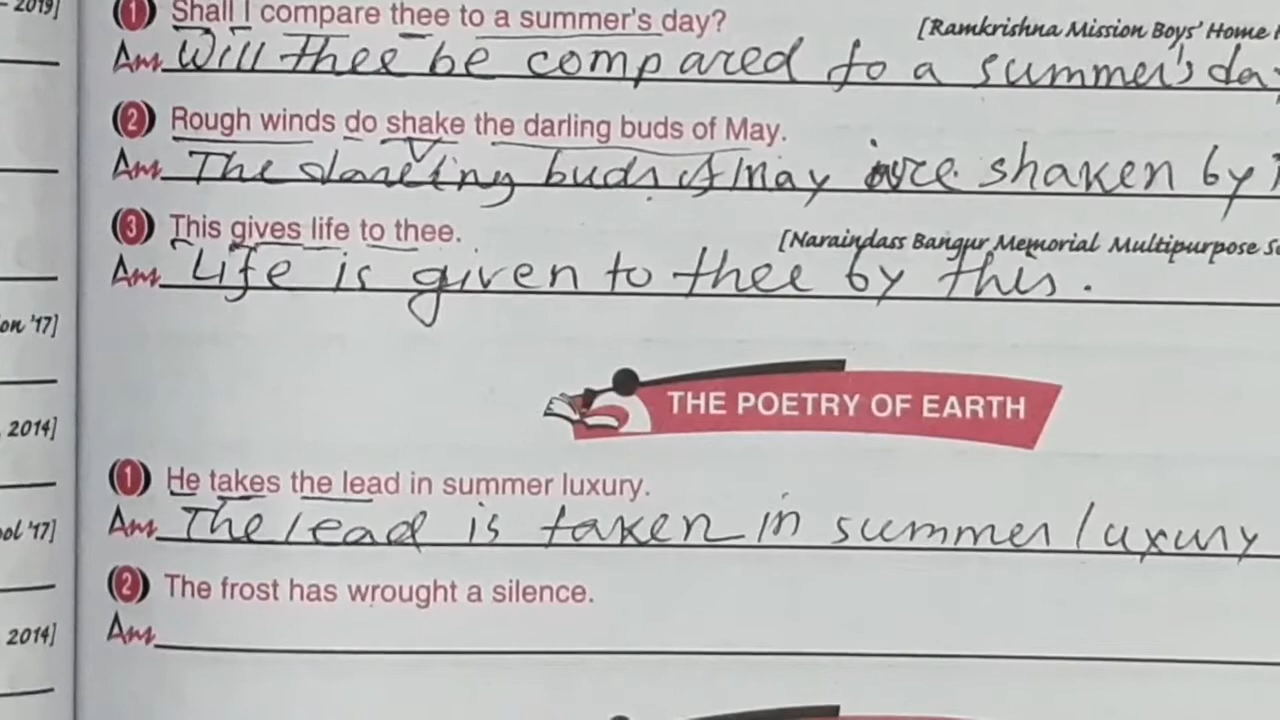 - 2019]
1 Shall I compare thee to a summer's day?
[Ramkrishna Mission Boys' Home
Ans Will thee be compared to a summer's day
2 Rough winds do shake the darling buds of May.
Ans The darling buds of May are shaken by
3 This gives life to thee.
[Naraindass Bangur Memorial Multipurpose
Ans Life is given to thee by this.
on '17]
THE POETRY OF EARTH
2014]
1 He takes the lead in summer luxury.
Ans The lead is taken in summer luxury
ool '17]
2 The frost has wrought a silence.
2014]
Ans